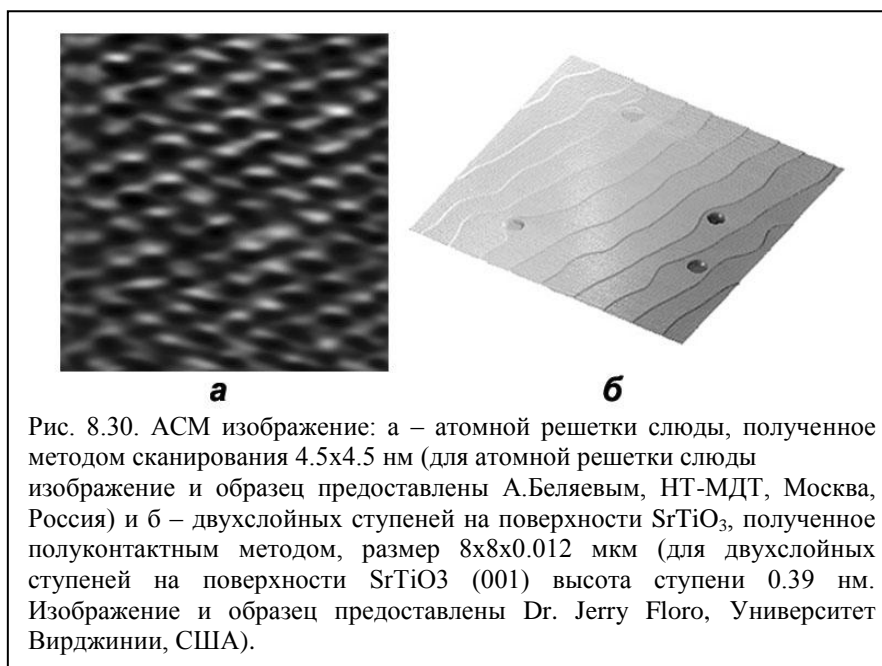 а
б
Рис. 8.30. АСМ изображение: а – атомной решетки слюды, полученное
методом сканирования 4.5x4.5 нм (для атомной решетки слюды
изображение и образец предоставлены А.Беляевым, НТ-МДТ, Москва,
Россия) и б – двухслойных ступеней на поверхности SrTiO₃, полученное
полуконтактным методом, размер 8х8х0.012 мкм (для двухслойных
ступеней на поверхности SrTiO3 (001) высота ступени 0.39 нм.
Изображение и образец предоставлены Dr. Jerry Floro, Университет
Вирджинии, США).